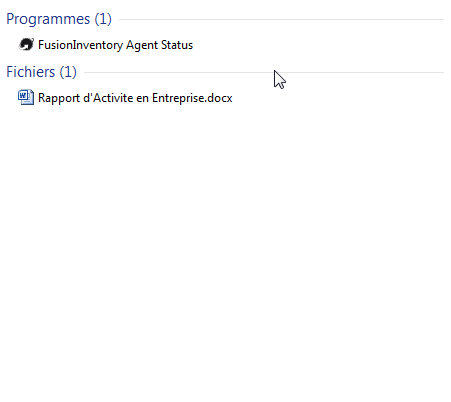 Programmes (1)
FusionInventory Agent Status
Fichiers (1)
Rapport d'Activite en Entreprise.docx